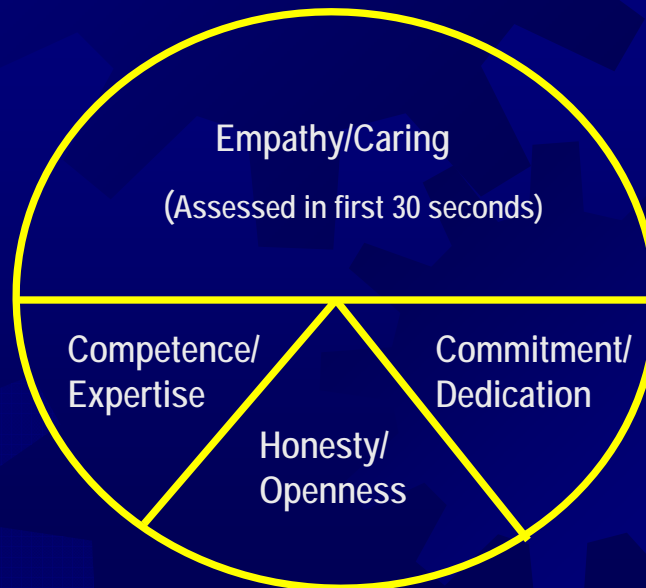 Empathy/Caring
(Assessed in first 30 seconds)
Competence/
Expertise
Honesty/
Openness
Commitment/
Dedication